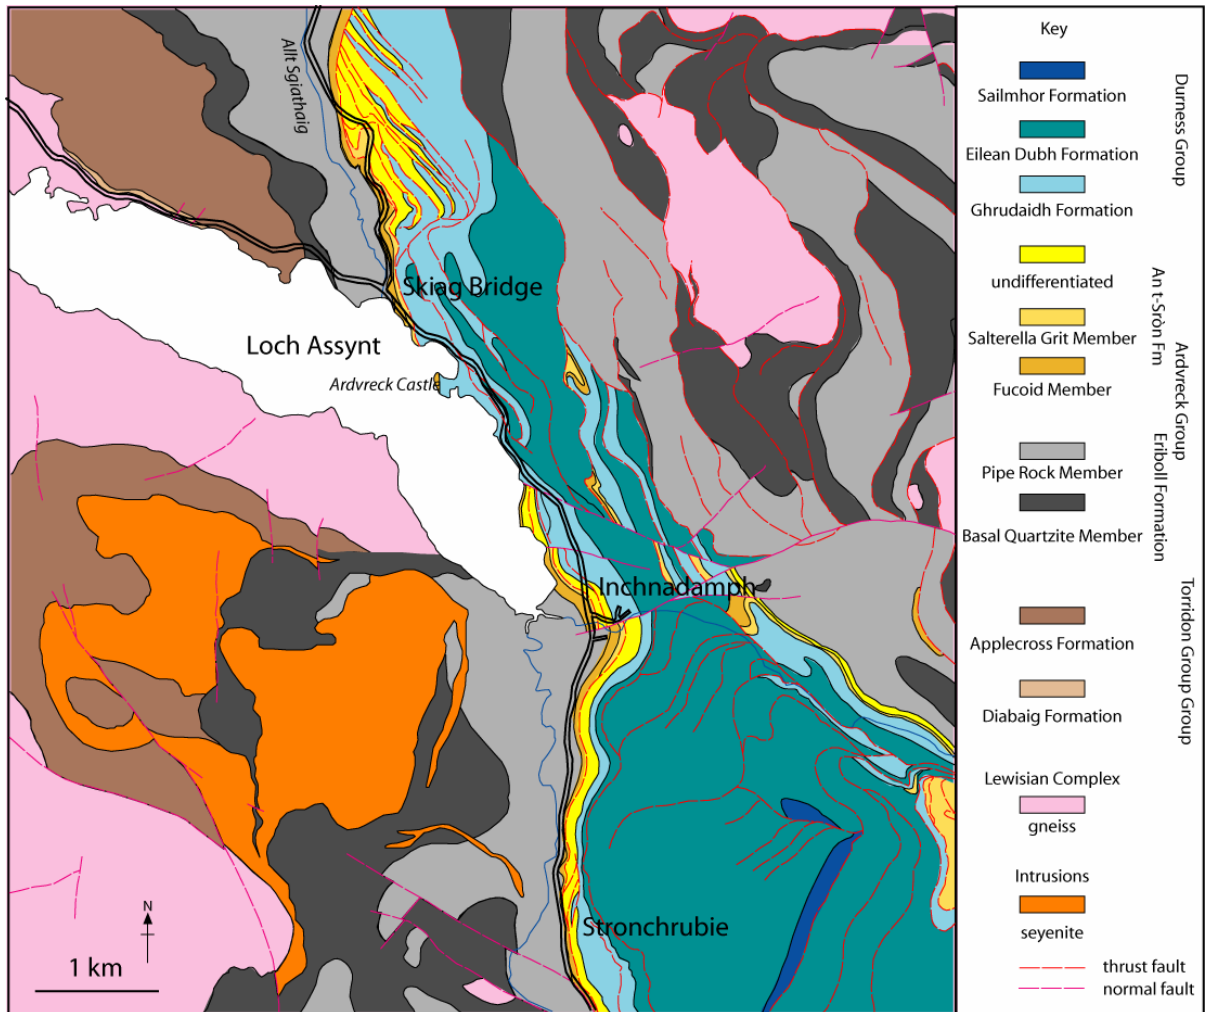 Allt Sgiathaig
Skiag Bridge
Loch Assynt
Ardvreck Castle
Inchnadamph
Stronchrubie
N
1 km
Key
Sailmhor Formation
Eilean Dubh Formation
Ghrudaidh Formation
Durness Group
undifferentiated
Salterella Grit Member
Fucoid Member
An t-Sròn Fm
Pipe Rock Member
Basal Quartzite Member
Eriboll Formation
Ardvreck Group
Applecross Formation
Diabaig Formation
Torridon Group Group
Lewisian Complex
gneiss
Intrusions
seyenite
thrust fault
normal fault